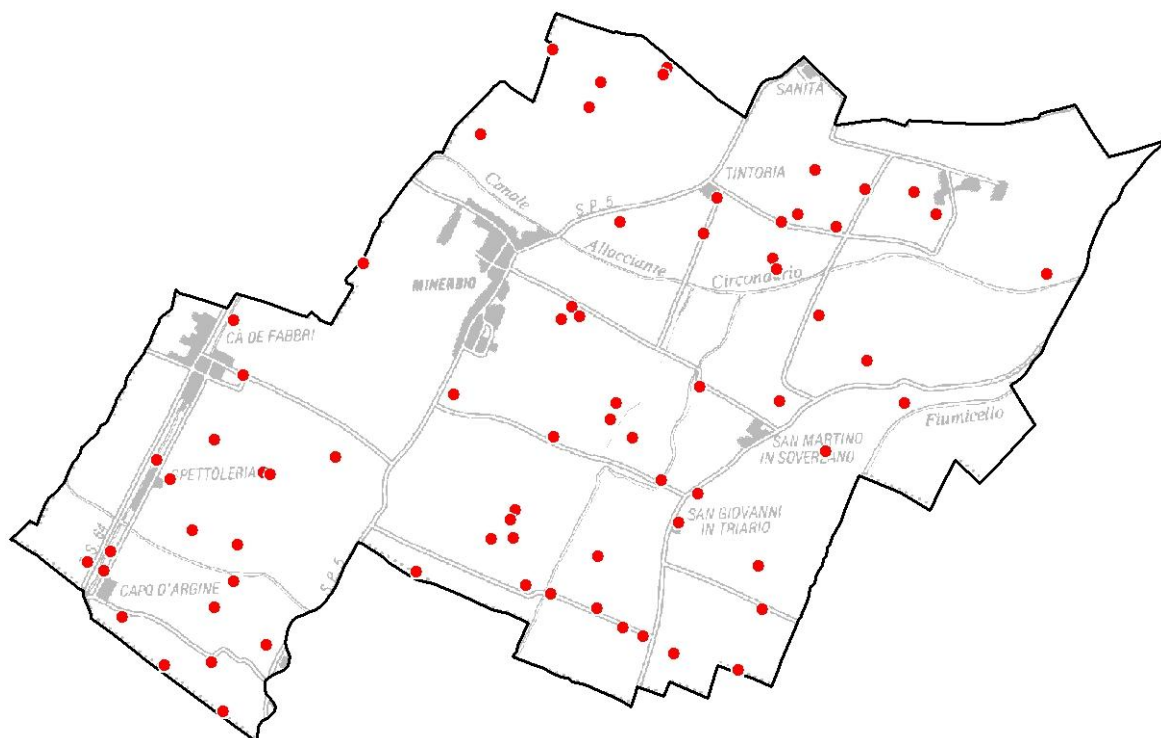 SANITÀ
TINTORIA
Canale
S.P. 5
Allacciante
Circondario
MINERBIO
CÀ DE FABBRI
Fiumicello
SAN MARTINO
IN SOVERZANO
SPETTOLERIA
SAN GIOVANNI
IN TRIARIO
S.S. 64
S.P. 5
CAPO D'ARGINE